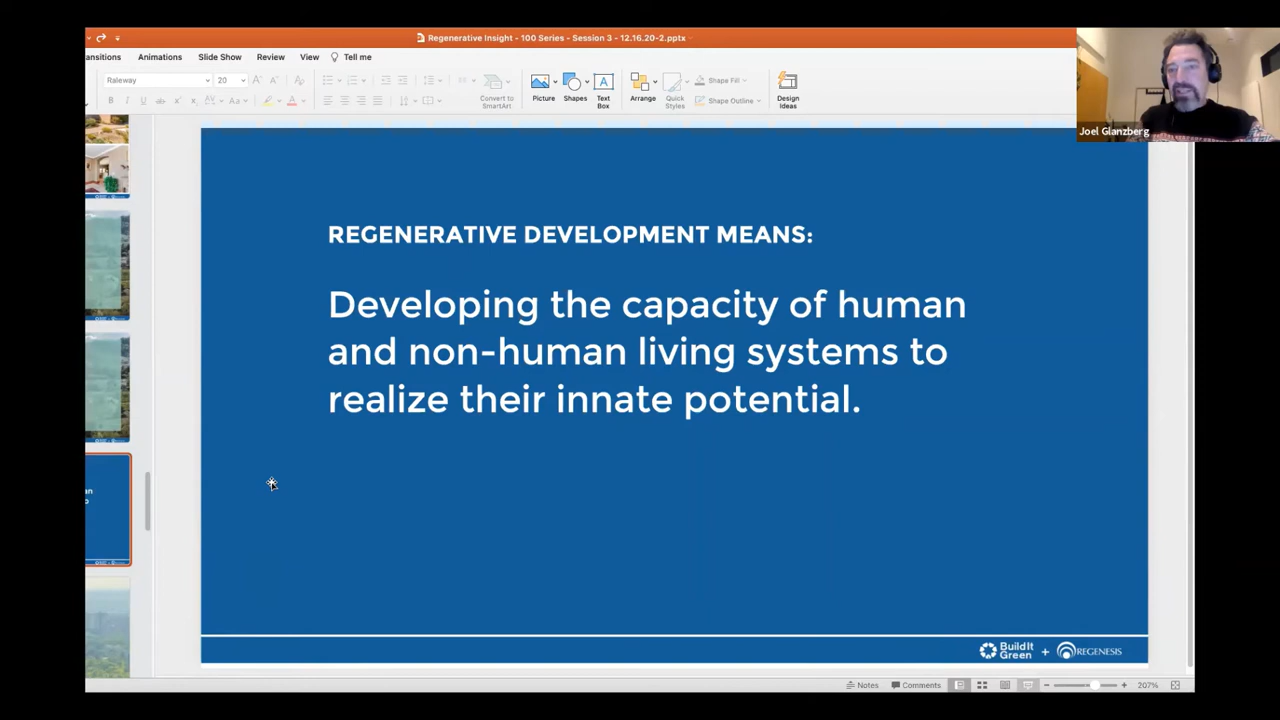 Regenerative Insight - 100 Series - Session 3 - 12.16.20-2.pptx
ansitions Animations Slide Show Review View Tell me
Raleway 20
Convert to
SmartArt
Picture
Shapes
Text
Box
Arrange
Quick
Styles
Shape Fill
Shape Outline
Design
Ideas
Joel Glanzberg
REGENERATIVE DEVELOPMENT MEANS:
Developing the capacity of human
and non-human living systems to
realize their innate potential.
BuildIt
Green + REGENESIS
Notes Comments 207%